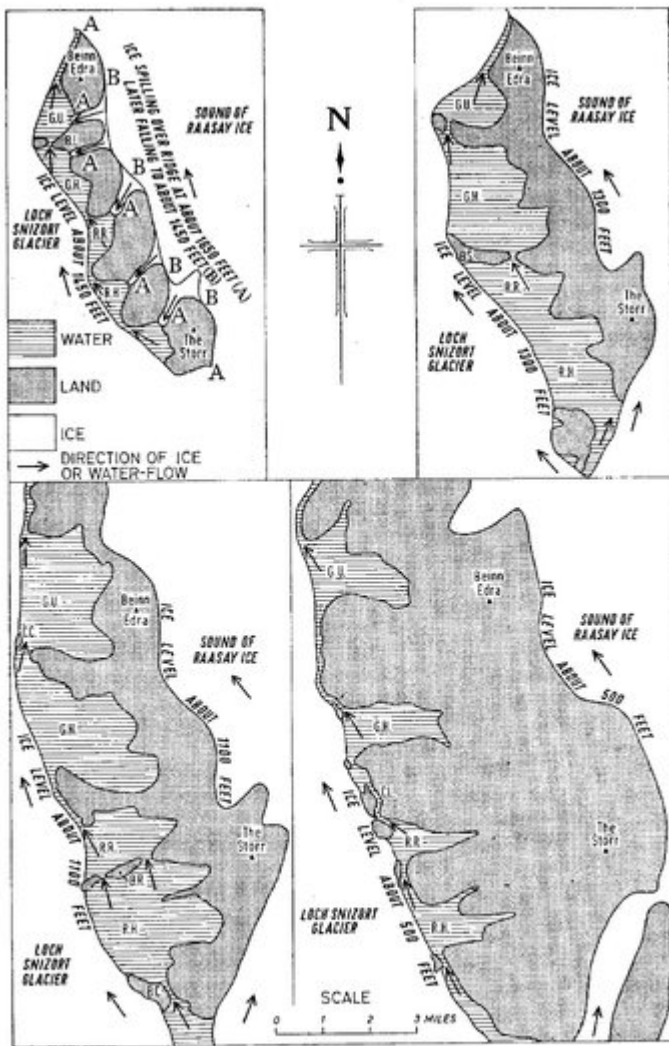 A
Beinn
Edra
B
A
G.U.
B.I.
A
B
G.H.
A
R.R.
A
B
B
R.H.
A
The
Storr
A
ICE SPILLING OVER RIDGE AT ABOUT 1650 FEET (A)
LATER FALLING TO ABOUT 1450 FEET (B)
SOUND OF
RAASAY ICE
LOCH
SNIZORT
GLACIER
ICE LEVEL ABOUT 1450 FEET
WATER
LAND
ICE
DIRECTION OF ICE
OR WATER-FLOW
N
Beinn
Edra
G.U.
G.H.
B.S.
R.R.
R.H.
The
Storr
ICE LEVEL ABOUT 1300 FEET
SOUND OF
RAASAY ICE
ICE LEVEL ABOUT 1300 FEET
LOCH
SNIZORT
GLACIER
G.U.
Beinn
Edra
C.C.
G.H.
R.R.
B.R.
R.H.
The
Storr
ICE LEVEL ABOUT 1100 FEET
SOUND OF
RAASAY ICE
ICE LEVEL ABOUT 1100 FEET
LOCH
SNIZORT
GLACIER
G.U.
Beinn
Edra
G.H.
C.L.
R.R.
R.H.
The
Storr
ICE LEVEL ABOUT 500 FEET
SOUND OF
RAASAY ICE
ICE LEVEL ABOUT 500 FEET
LOCH SNIZORT
GLACIER
SCALE
0 1 2 3 MILES